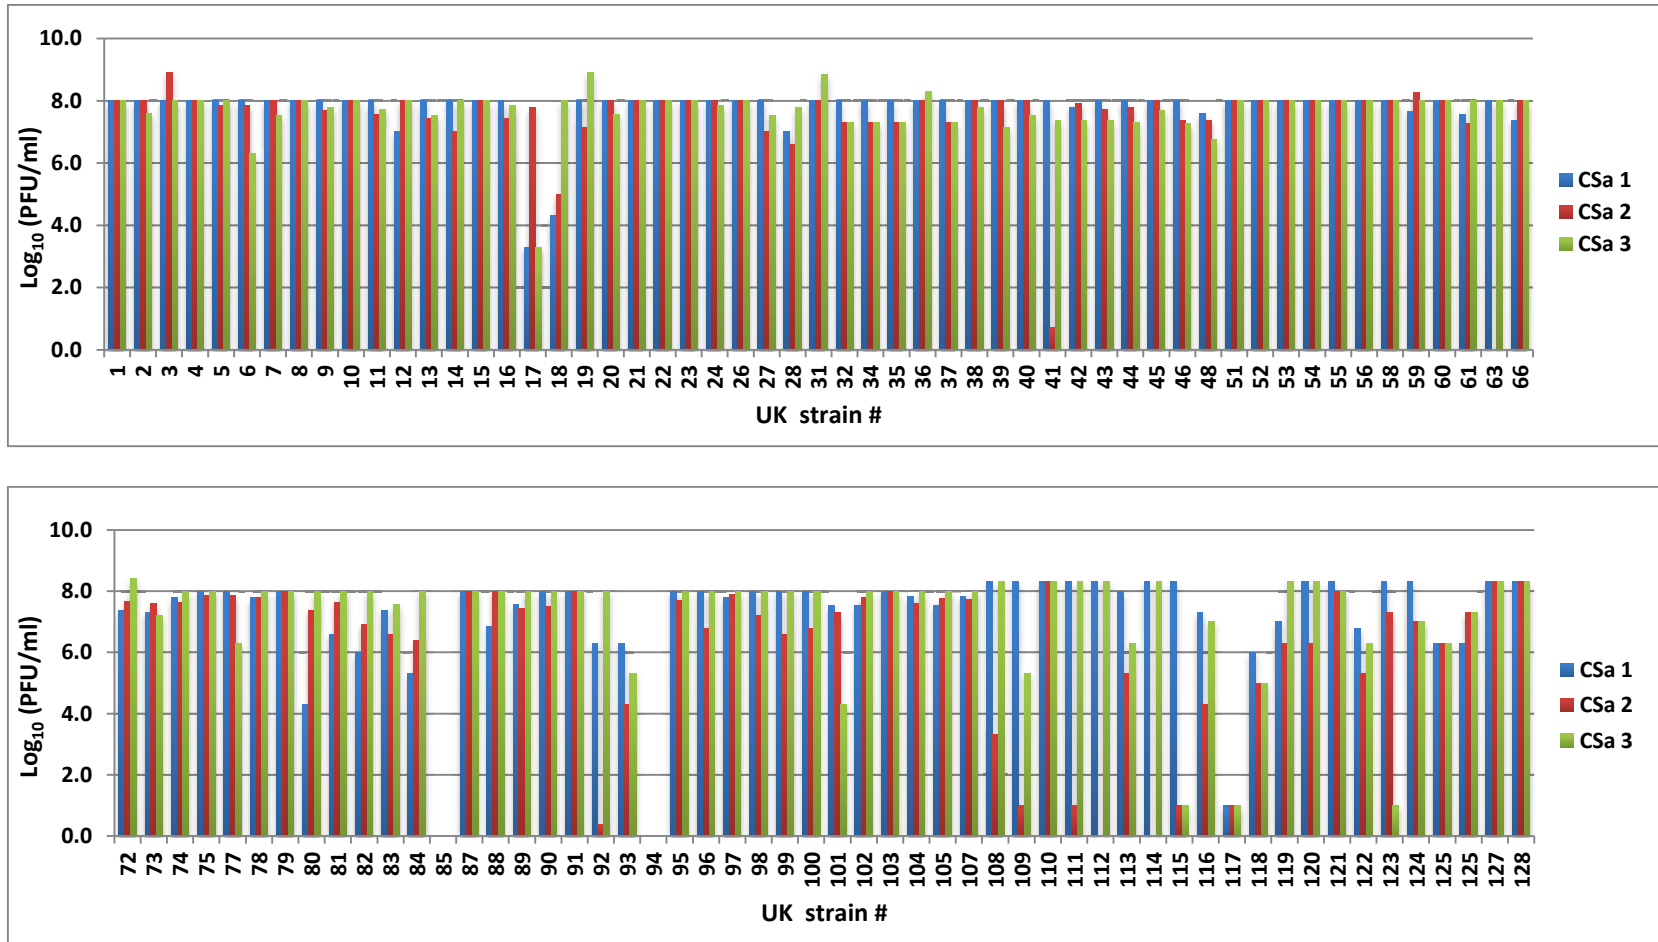 10.0
8.0
6.0
4.0
2.0
0.0
Log10 (PFU/ml)
1 2 3 4 5 6 7 8 9 10 11 12 13 14 15 16 17 18 19 20 21 22 23 24 26 27 28 31 32 34 35 36 37 38 39 40 41 42 43 44 45 46 48 51 52 53 54 55 56 58 59 60 61 63 66
UK strain #
CSa 1
CSa 2
CSa 3
10.0
8.0
6.0
4.0
2.0
0.0
Log10 (PFU/ml)
72 73 74 75 77 78 79 80 81 82 83 84 85 87 88 89 90 91 92 93 94 95 96 97 98 99 100 101 102 103 104 105 107 108 109 110 111 112 113 114 115 116 117 118 119 120 121 122 123 124 125 125 127 128
UK strain #
CSa 1
CSa 2
CSa 3